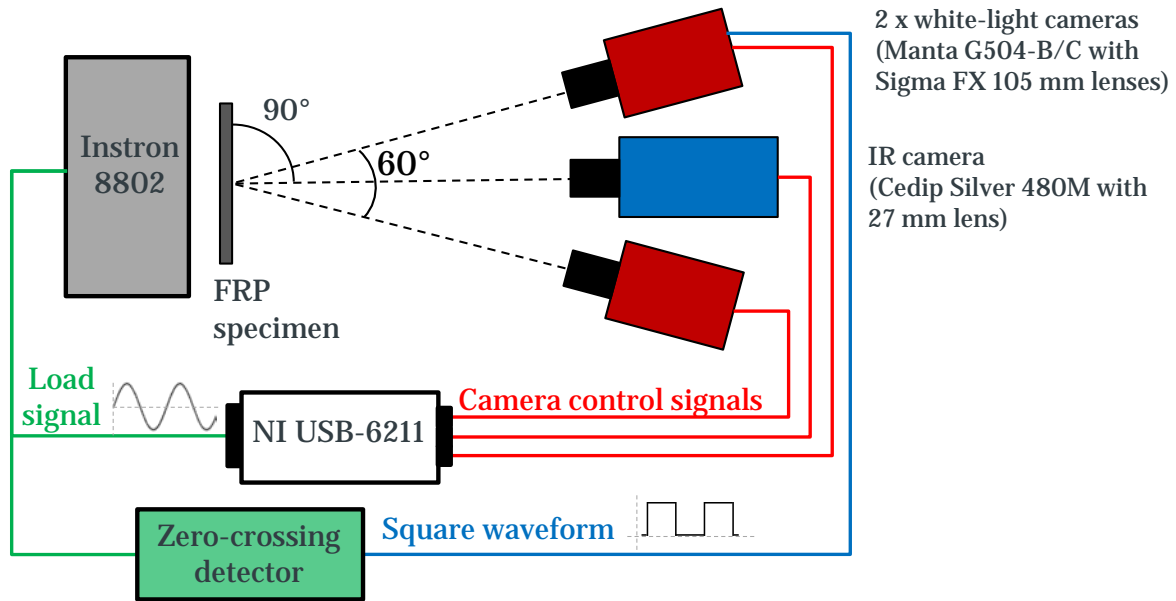 2 x white-light cameras
(Manta G504-B/C with
Sigma FX 105 mm lenses)
90°
Instron
8802
60°
IR camera
(Cedip Silver 480M with
27 mm lens)
FRP
specimen
Load
signal
Camera control signals
NI USB-6211
Square waveform
Zero-crossing
detector